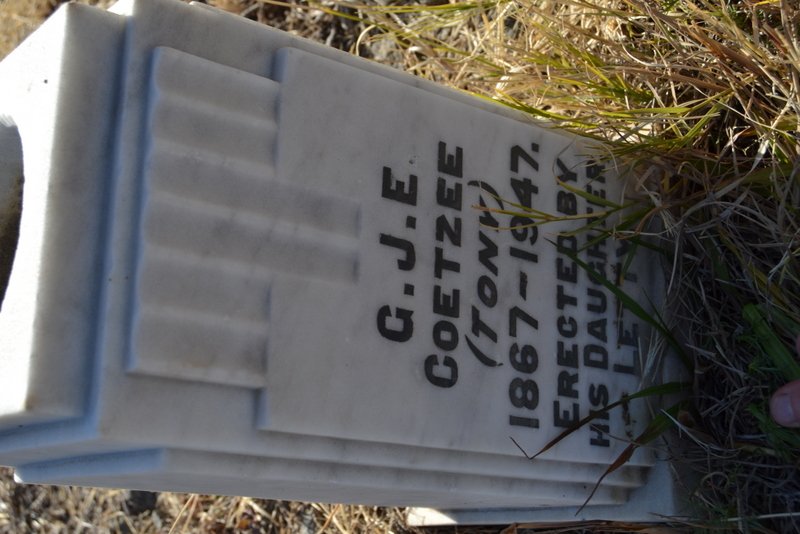 G.J.E
COETZEE
(TONY)
1867-1947.
ERECTED BY
HIS DAUGHTER